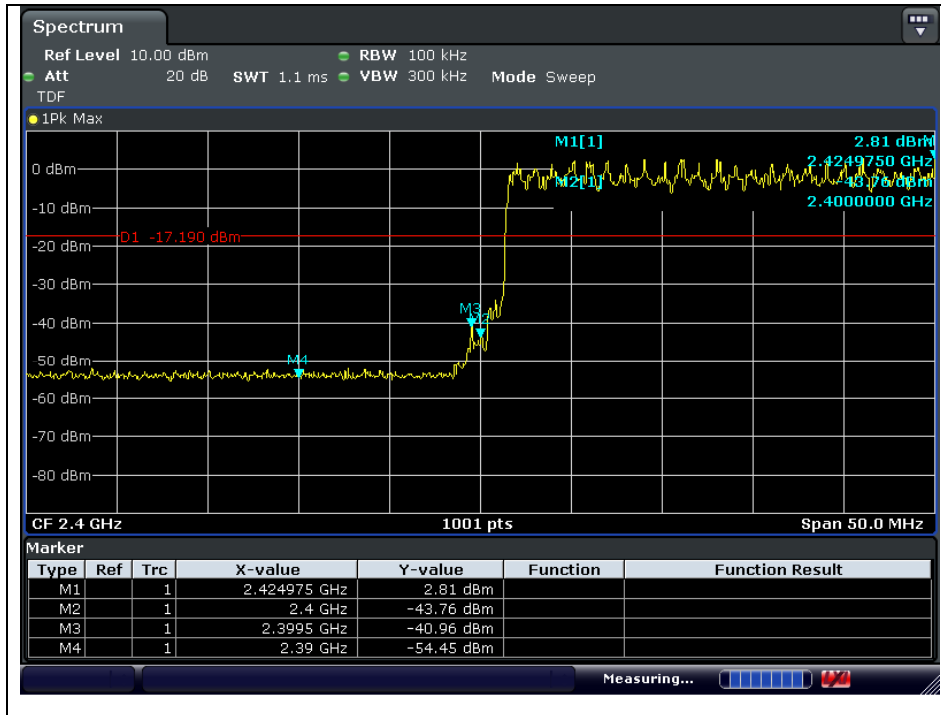 Spectrum
Ref Level 10.00 dBm RBW 100 kHz
Att 20 dB SWT 1.1 ms VBW 300 kHz Mode Sweep
TDF
1Pk Max
M1[1] 2.81 dBm
2.4249750 GHz
M2[1] -43.76 dBm
2.4000000 GHz
0 dBm
-10 dBm
D1 -17.190 dBm
-20 dBm
-30 dBm
M3
-40 dBm
-50 dBm
M4
-60 dBm
-70 dBm
-80 dBm
CF 2.4 GHz 1001 pts Span 50.0 MHz
Marker
Type Ref Trc X-value Y-value Function Function Result
M1 1 2.424975 GHz 2.81 dBm
M2 1 2.4 GHz -43.76 dBm
M3 1 2.3995 GHz -40.96 dBm
M4 1 2.39 GHz -54.45 dBm
Measuring...